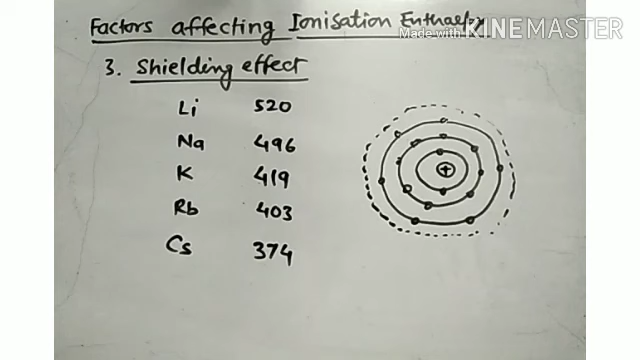 Factors affecting Ionisation Enthalpy
Made with KINEMASTER
3. Shielding effect
Li 520
Na 496
K 419
Rb 403
Cs 374
+